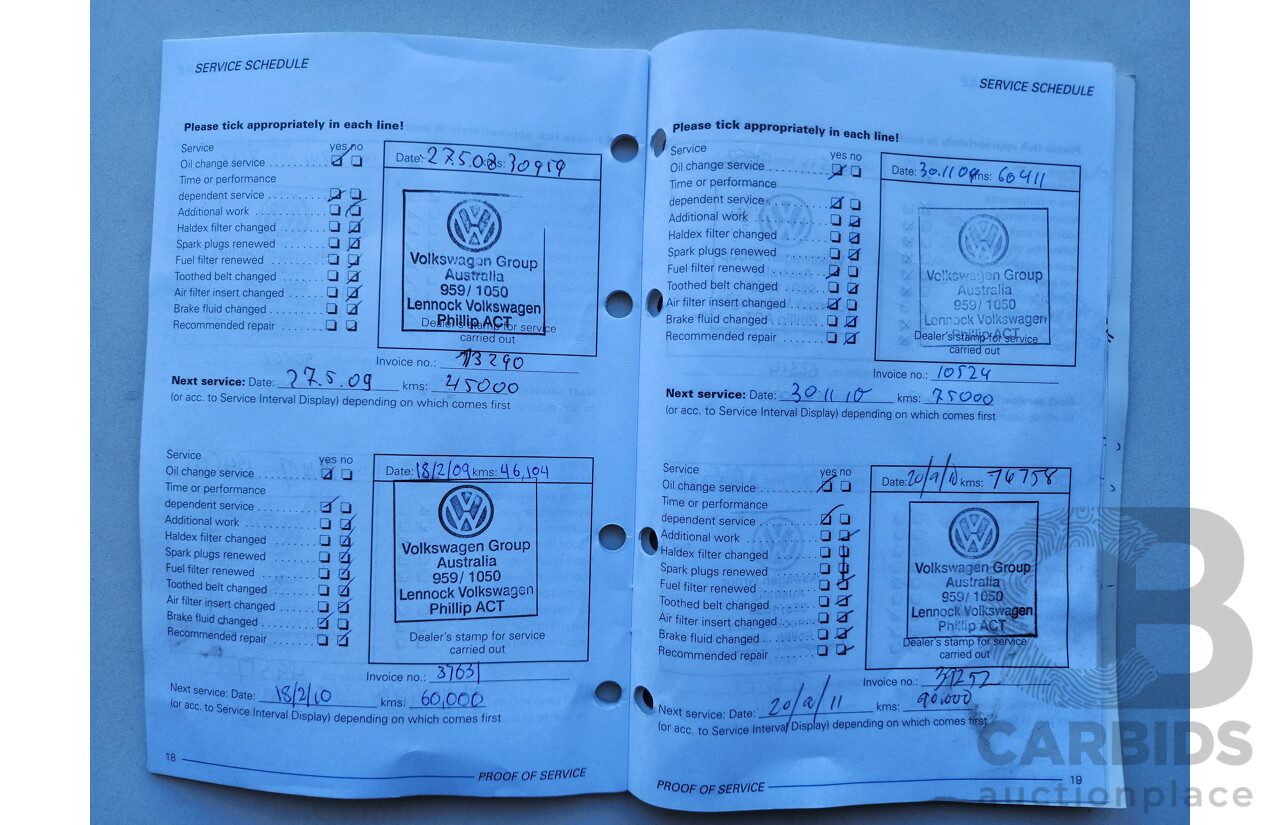 SERVICE SCHEDULE
Please tick appropriately in each line!
Service yes no
Oil change service
Time or performance
dependent service
Additional work
Haldex filter changed
Spark plugs renewed
Fuel filter renewed
Toothed belt changed
Air filter insert changed
Brake fluid changed
Recommended repair
Date: 27.5.08 kms: 30959
Volkswagen Group
Australia
959/ 1050
Lennock Volkswagen
Phillip ACT
Dealer's stamp for service
carried out
Invoice no.: 13290
Next service: Date: 27.5.09 kms: 45000
(or acc. to Service Interval Display) depending on which comes first
Service yes no
Oil change service
Time or performance
dependent service
Additional work
Haldex filter changed
Spark plugs renewed
Fuel filter renewed
Toothed belt changed
Air filter insert changed
Brake fluid changed
Recommended repair
Date: 18/2/09 kms: 46,104
Volkswagen Group
Australia
959/ 1050
Lennock Volkswagen
Phillip ACT
Dealer's stamp for service
carried out
Invoice no.: 37631
Next service: Date: 18/2/10 kms: 60,000
(or acc. to Service Interval Display) depending on which comes first
18 PROOF OF SERVICE
SERVICE SCHEDULE
Please tick appropriately in each line!
Service yes no
Oil change service
Time or performance
dependent service
Additional work
Haldex filter changed
Spark plugs renewed
Fuel filter renewed
Toothed belt changed
Air filter insert changed
Brake fluid changed
Recommended repair
Date: 30.11.09 kms: 60411
Volkswagen Group
Australia
959/ 1050
Lennock Volkswagen
Phillip ACT
Dealer's stamp for service
carried out
Invoice no.: 10524
Next service: Date: 30 11 10 kms: 75000
(or acc. to Service Interval Display) depending on which comes first
Service yes no
Oil change service
Time or performance
dependent service
Additional work
Haldex filter changed
Spark plugs renewed
Fuel filter renewed
Toothed belt changed
Air filter insert changed
Brake fluid changed
Recommended repair
Date: kms: 76758
Volkswagen Group
Australia
959/ 1050
Lennock Volkswagen
Phillip ACT
Dealer's stamp for service
carried out
Invoice no.:
Next service: Date: kms: 90,000
(or acc. to Service Interval Display) depending on which comes first
PROOF OF SERVICE 19
CARBIDS
auctionplace